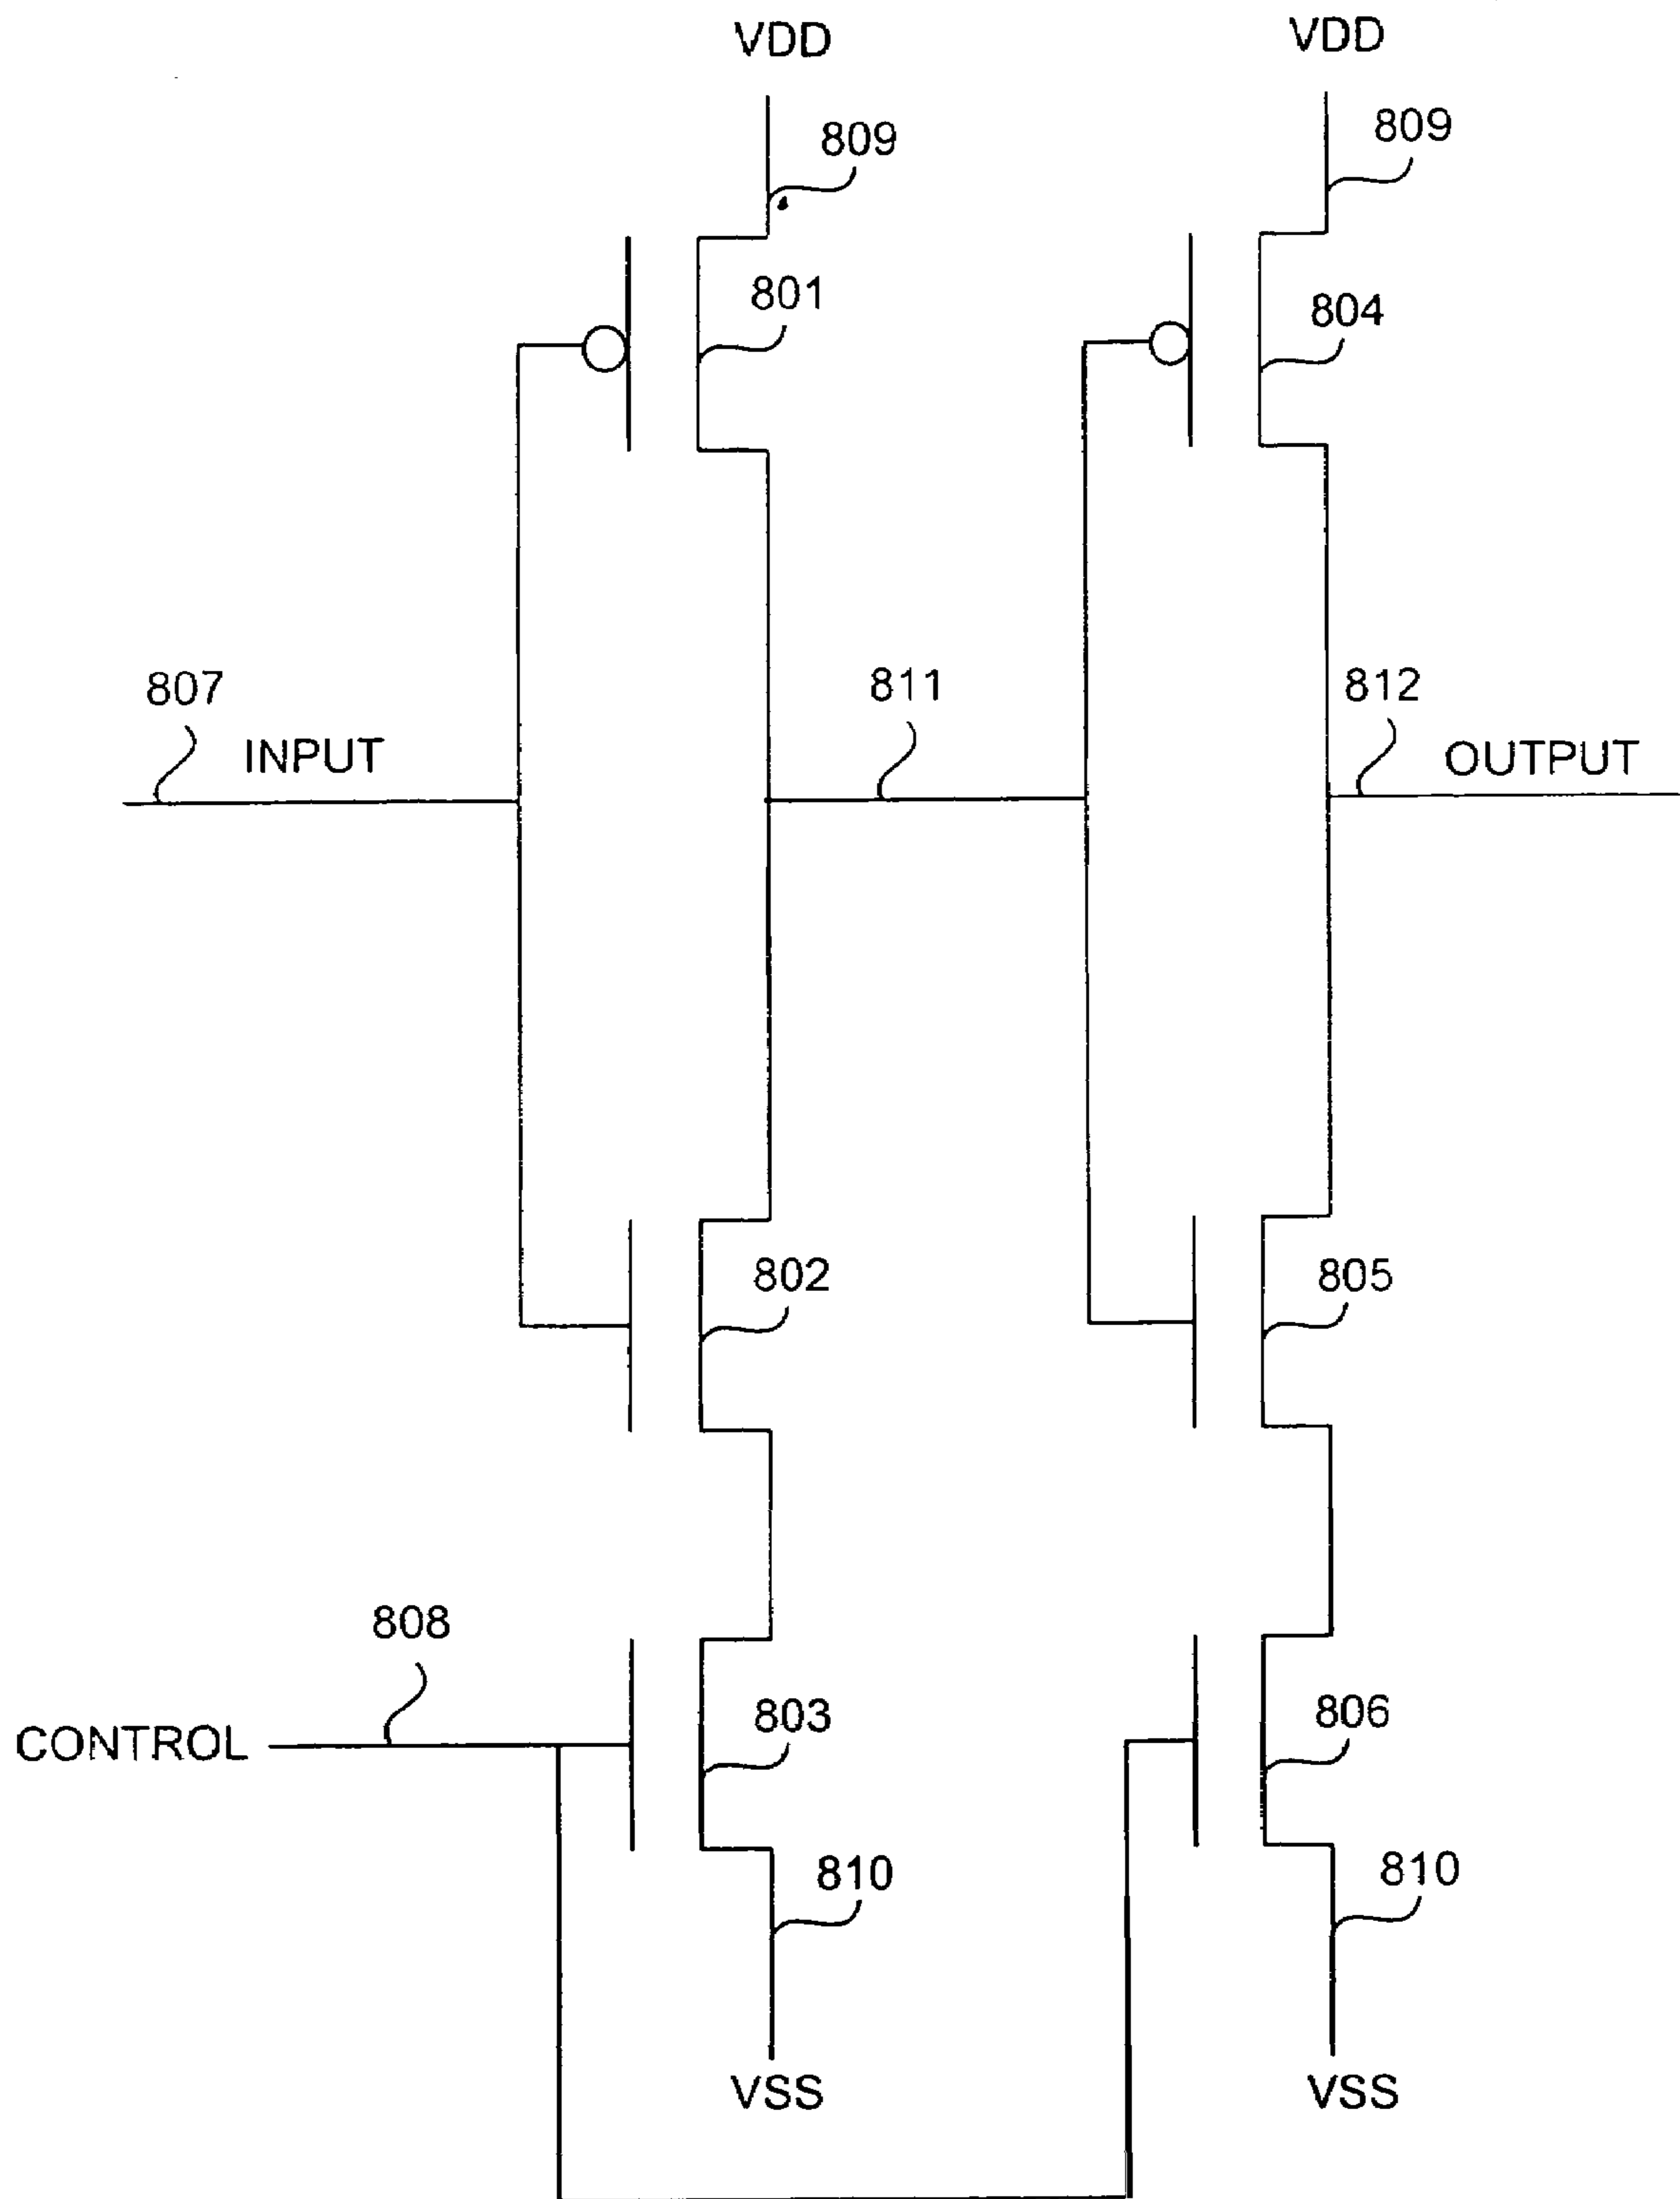 VDD VDD
809 809
801 804
807 811 812
INPUT OUTPUT
802 805
808
803 806
CONTROL
810 810
VSS VSS